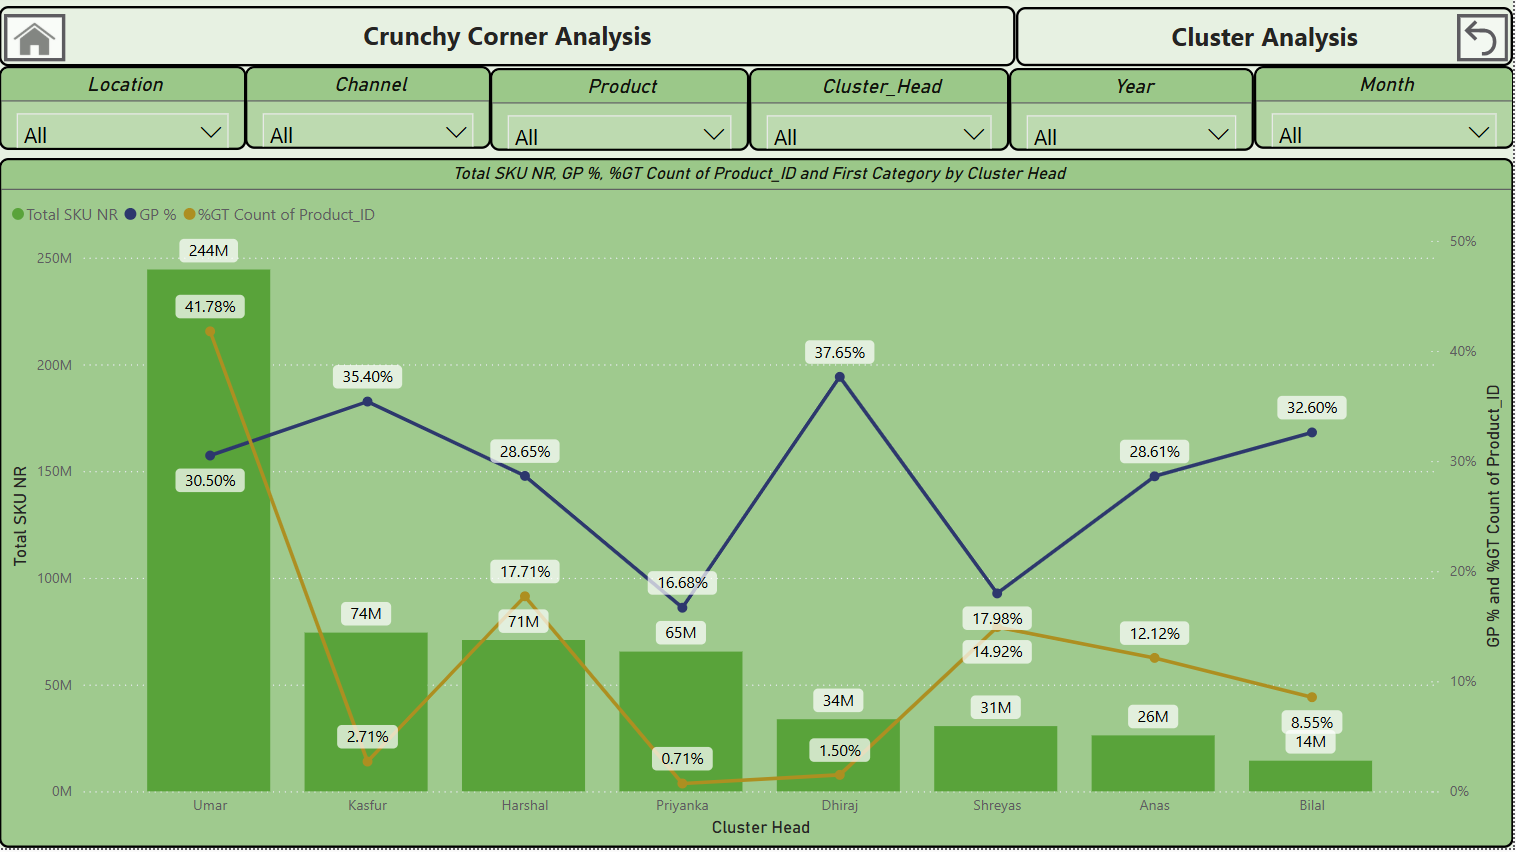 Crunchy Corner Analysis
Cluster Analysis
Location
Channel
Product
Cluster_Head
Year
Month
All
All
All
All
All
All
Total SKU NR, GP %, %GT Count of Product_ID and First Category by Cluster Head
Total SKU NR GP % %GT Count of Product_ID
250M
200M
150M
100M
50M
0M
Total SKU NR
50%
40%
30%
20%
10%
0%
GP % and %GT Count of Product_ID
244M
41.78%
30.50%
35.40%
74M
2.71%
28.65%
17.71%
71M
16.68%
65M
0.71%
37.65%
34M
1.50%
17.98%
14.92%
31M
28.61%
12.12%
26M
32.60%
8.55%
14M
Umar
Kasfur
Harshal
Priyanka
Dhiraj
Shreyas
Anas
Bilal
Cluster Head